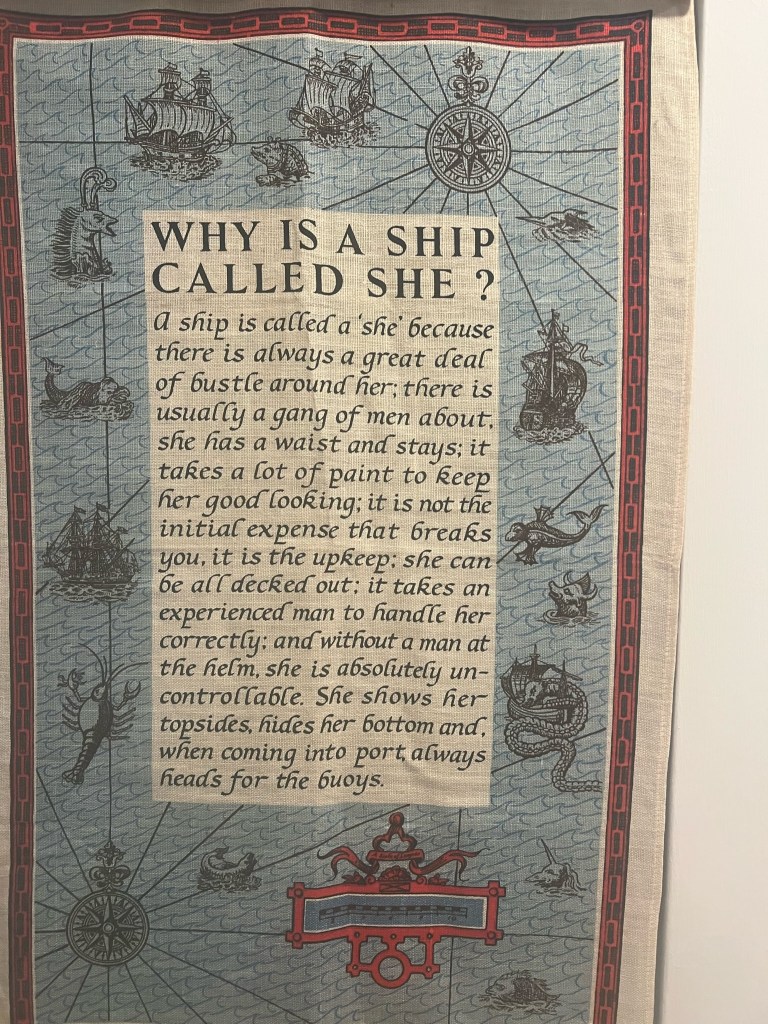 WHY IS A SHIP
CALLED SHE ?
A ship is called a 'she' because
there is always a great deal
of bustle around her; there is
usually a gang of men about,
she has a waist and stays; it
takes a lot of paint to keep
her good looking; it is not the
initial expense that breaks
you, it is the upkeep; she can
be all decked out; it takes an
experienced man to handle her
correctly; and without a man at
the helm, she is absolutely un-
controllable. She shows her
topsides, hides her bottom and,
when coming into port, always
heads for the buoys.